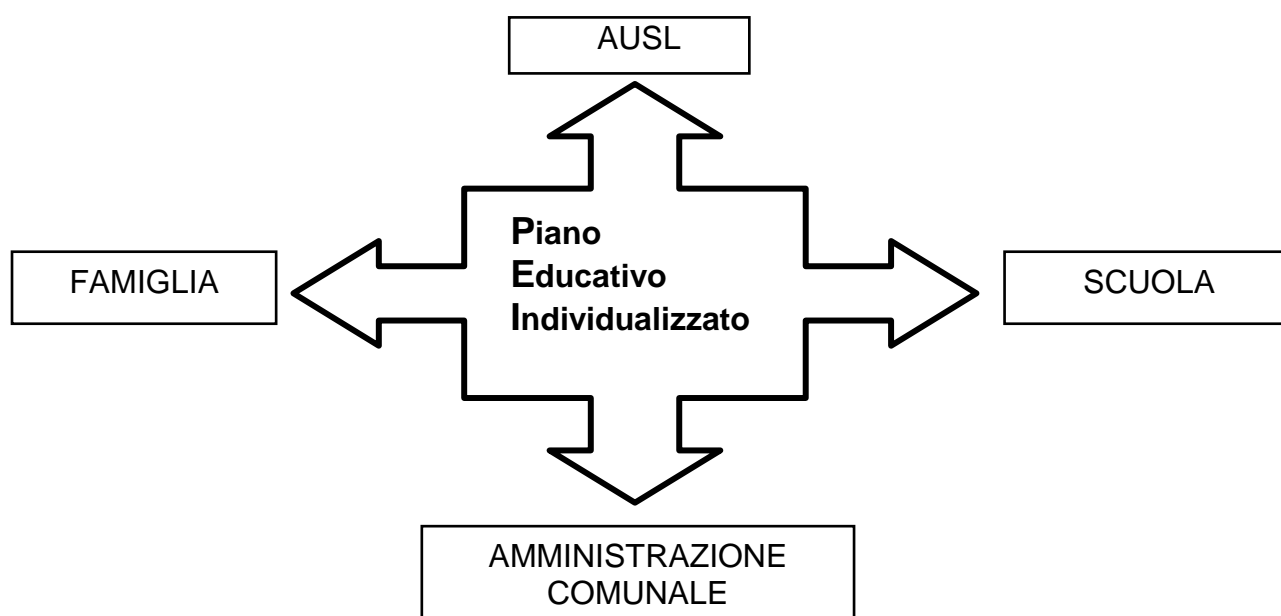 AUSL
Piano
Educativo
Individualizzato
FAMIGLIA
SCUOLA
AMMINISTRAZIONE
COMUNALE